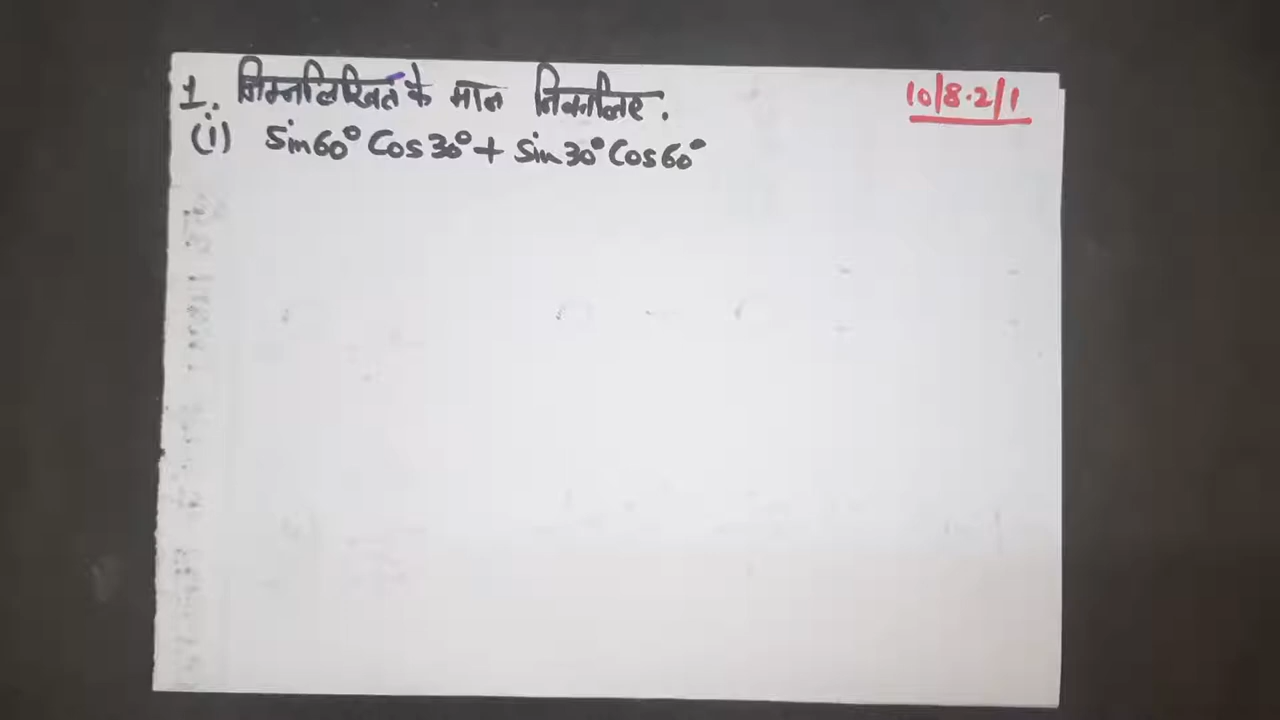 1. निम्नलिखित के मान निकालिए. 10/8.2/1
(i) Sin60° Cos30° + Sin30° Cos60°